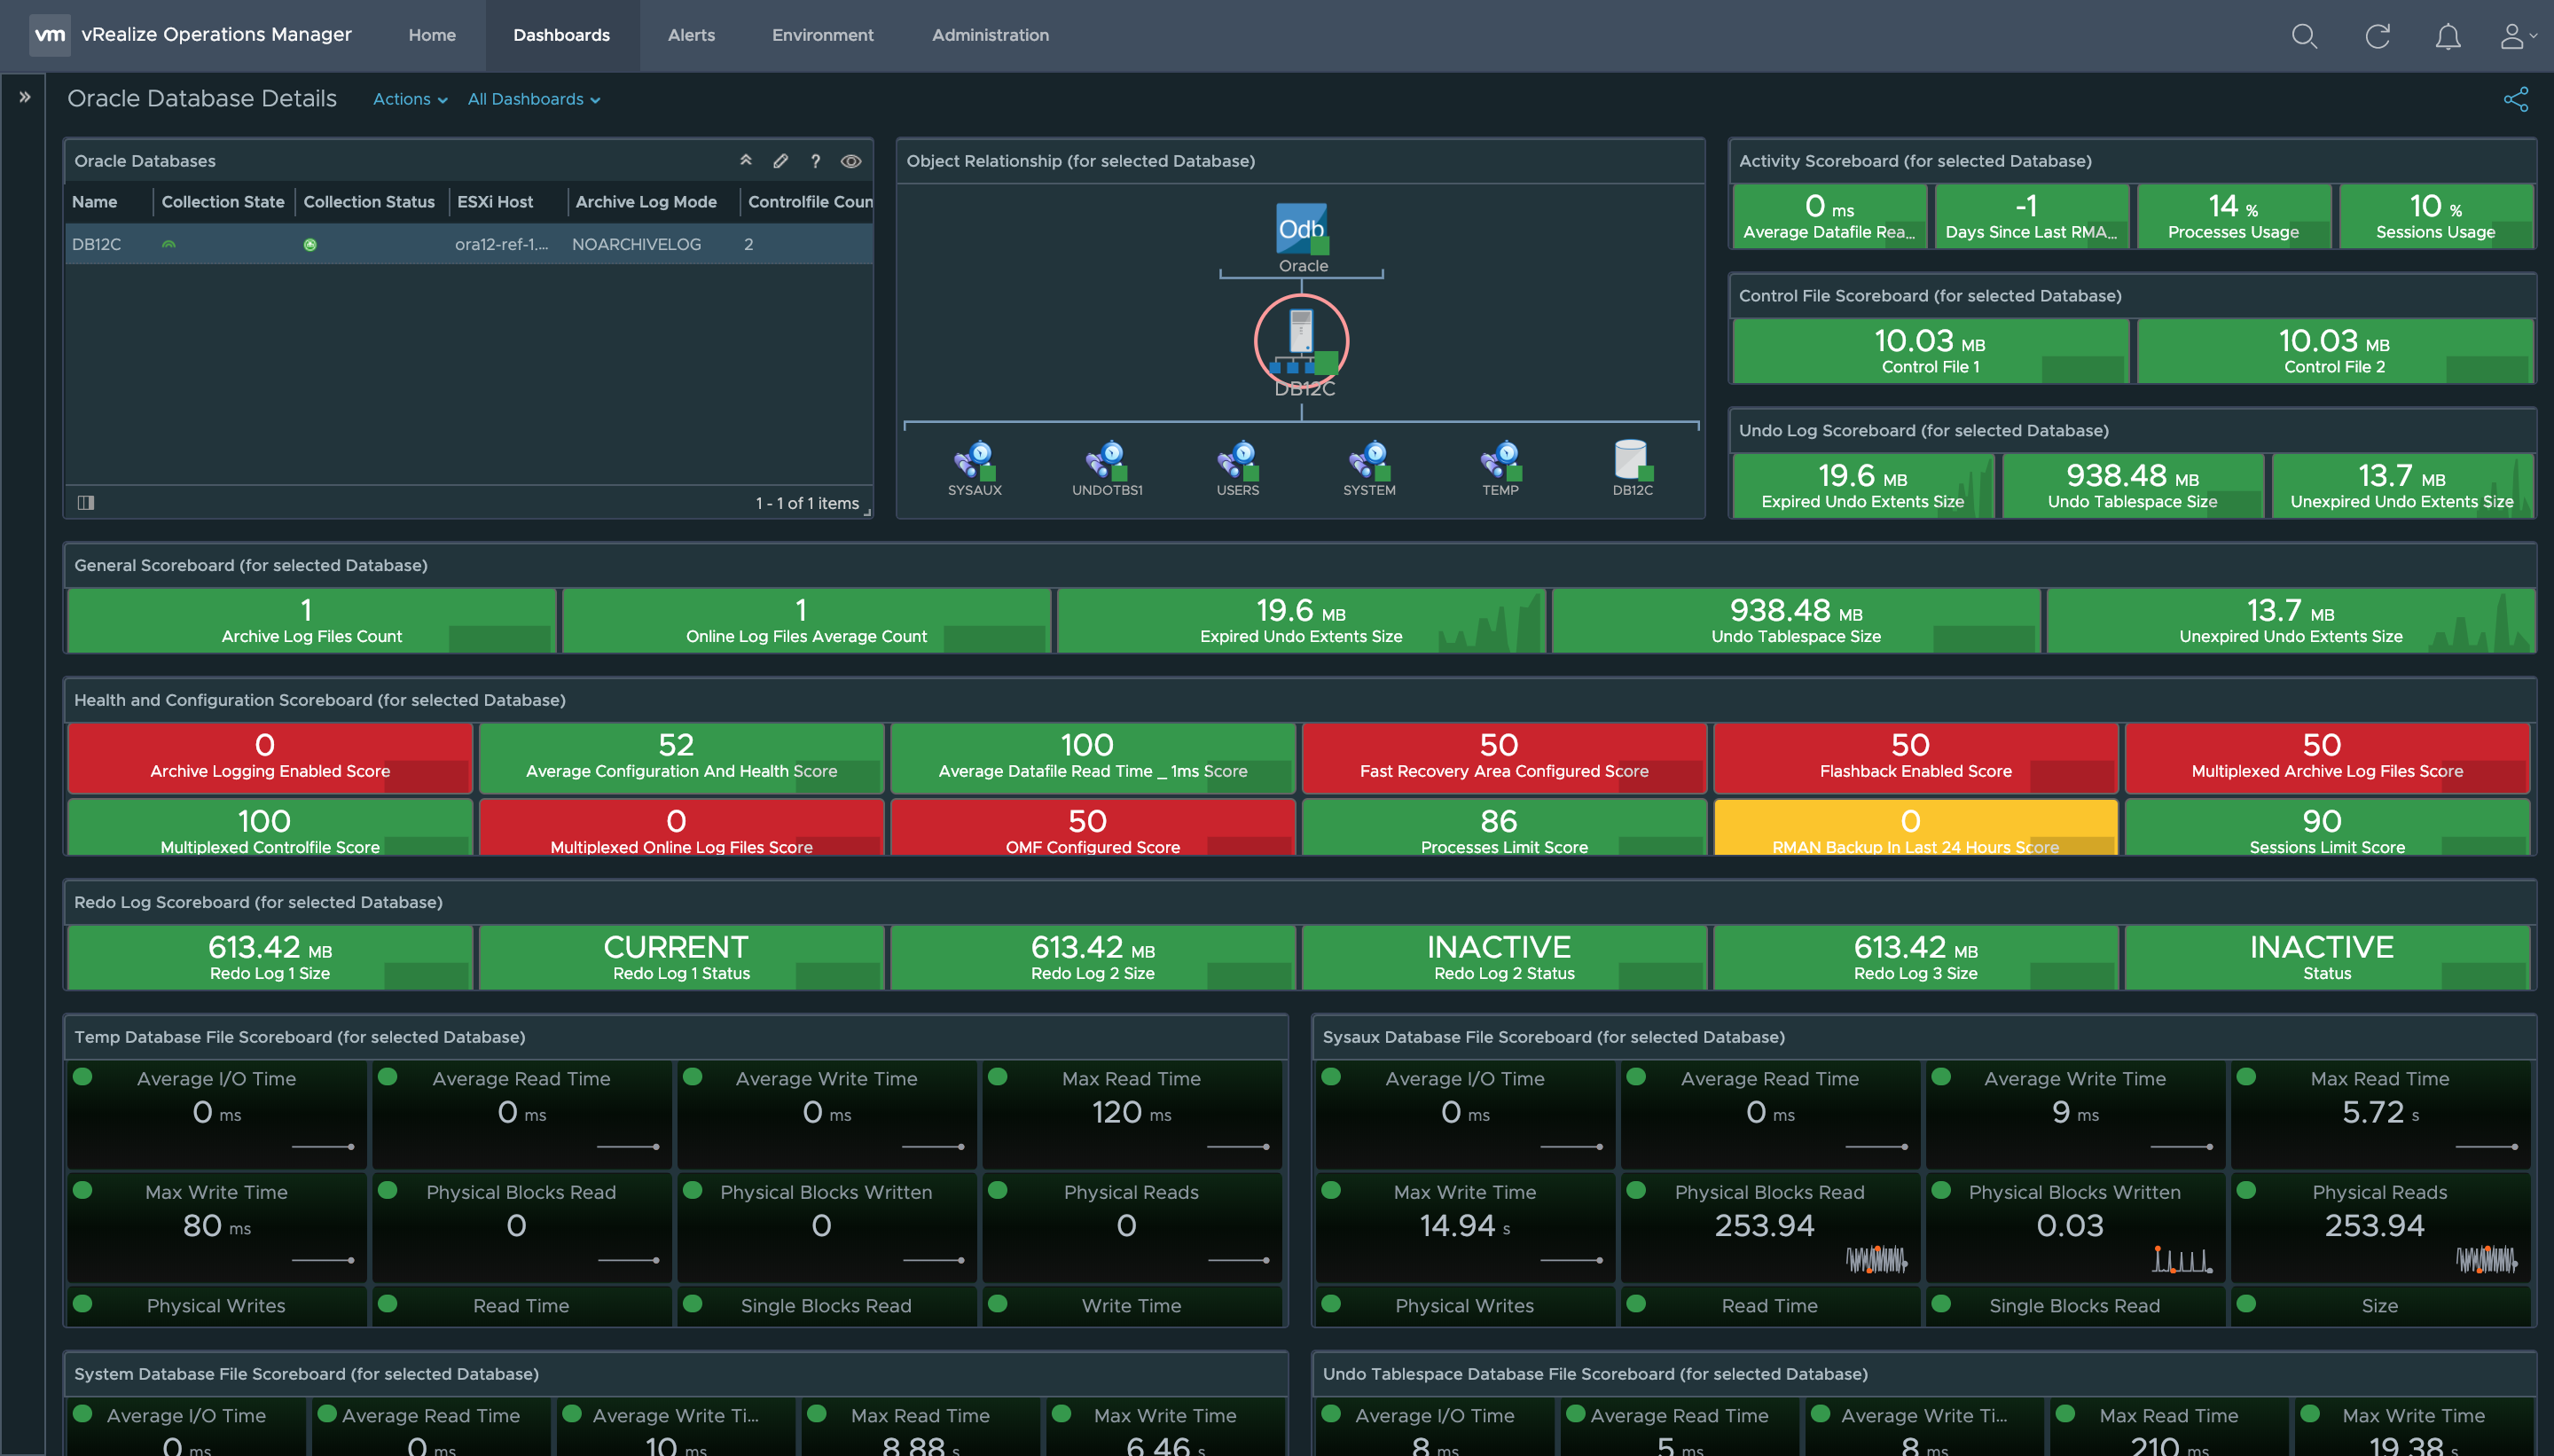 vm vRealize Operations Manager Home Dashboards Alerts Environment Administration
Oracle Database Details Actions All Dashboards
Oracle Databases
Name Collection State Collection Status ESXi Host Archive Log Mode Controlfile Coun
DB12C ora12-ref-1.... NOARCHIVELOG 2
1 - 1 of 1 items
Object Relationship (for selected Database)
Odb
Oracle
DB12C
SYSAUX UNDOTBS1 USERS SYSTEM TEMP DB12C
Activity Scoreboard (for selected Database)
0 ms -1 14 % 10 %
Average Datafile Rea... Days Since Last RMA... Processes Usage Sessions Usage
Control File Scoreboard (for selected Database)
10.03 MB 10.03 MB
Control File 1 Control File 2
Undo Log Scoreboard (for selected Database)
19.6 MB 938.48 MB 13.7 MB
Expired Undo Extents Size Undo Tablespace Size Unexpired Undo Extents Size
General Scoreboard (for selected Database)
1 1 19.6 MB 938.48 MB 13.7 MB
Archive Log Files Count Online Log Files Average Count Expired Undo Extents Size Undo Tablespace Size Unexpired Undo Extents Size
Health and Configuration Scoreboard (for selected Database)
0 52 100 50 50 50
Archive Logging Enabled Score Average Configuration And Health Score Average Datafile Read Time _ 1ms Score Fast Recovery Area Configured Score Flashback Enabled Score Multiplexed Archive Log Files Score
100 0 50 86 0 90
Multiplexed Controlfile Score Multiplexed Online Log Files Score OMF Configured Score Processes Limit Score RMAN Backup In Last 24 Hours Score Sessions Limit Score
Redo Log Scoreboard (for selected Database)
613.42 MB CURRENT 613.42 MB INACTIVE 613.42 MB INACTIVE
Redo Log 1 Size Redo Log 1 Status Redo Log 2 Size Redo Log 2 Status Redo Log 3 Size Status
Temp Database File Scoreboard (for selected Database)
Average I/O Time Average Read Time Average Write Time Max Read Time
0 ms 0 ms 0 ms 120 ms
Max Write Time Physical Blocks Read Physical Blocks Written Physical Reads
80 ms 0 0 0
Physical Writes Read Time Single Blocks Read Write Time
Sysaux Database File Scoreboard (for selected Database)
Average I/O Time Average Read Time Average Write Time Max Read Time
0 ms 0 ms 9 ms 5.72 s
Max Write Time Physical Blocks Read Physical Blocks Written Physical Reads
14.94 s 253.94 0.03 253.94
Physical Writes Read Time Single Blocks Read Size
System Database File Scoreboard (for selected Database)
Average I/O Time Average Read Time Average Write Ti... Max Read Time Max Write Time
0 ms 0 ms 10 ms 8.88 s 6.46 s
Undo Tablespace Database File Scoreboard (for selected Database)
Average I/O Time Average Read Time Average Write Ti... Max Read Time Max Write Time
8 ms 5 ms 8 ms 210 ms 19.38 s